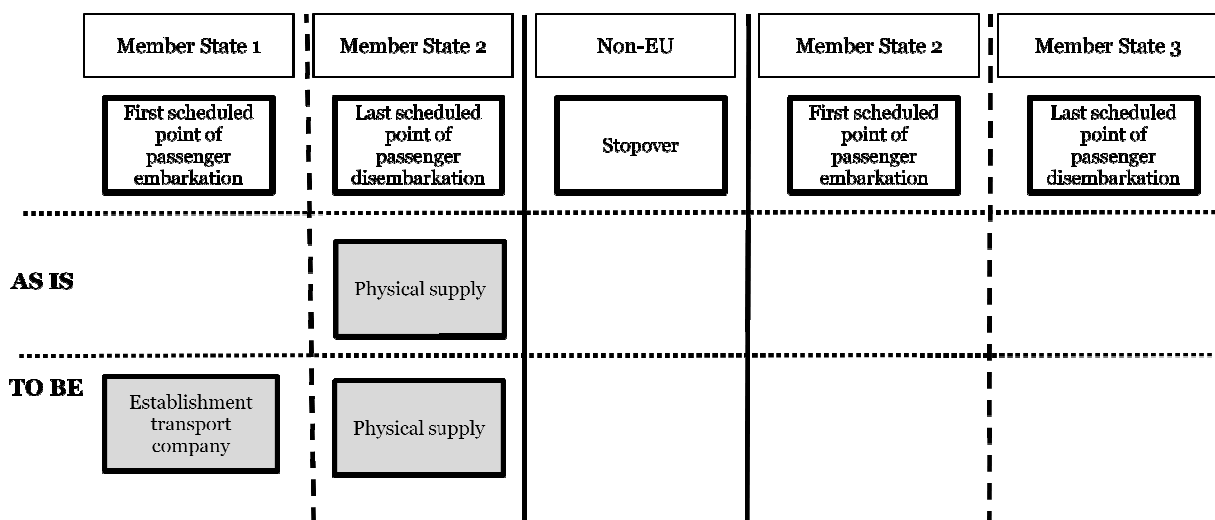 Member State 1
Member State 2
Non-EU
Member State 2
Member State 3
First scheduled
point of
passenger
embarkation
Last scheduled
point of
passenger
disembarkation
Stopover
First scheduled
point of
passenger
embarkation
Last scheduled
point of
passenger
disembarkation
AS IS
Physical supply
TO BE
Establishment
transport
company
Physical supply